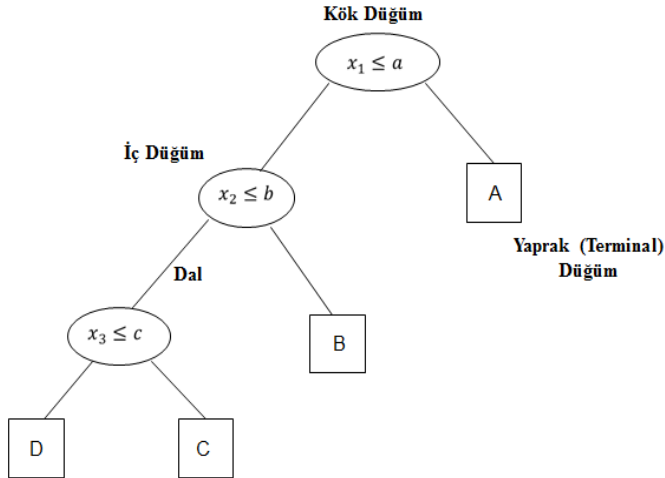 Kök Düğüm
x₁ ≤ a
İç Düğüm
x₂ ≤ b
A
Yaprak (Terminal)
Düğüm
Dal
x₃ ≤ c
B
D
C